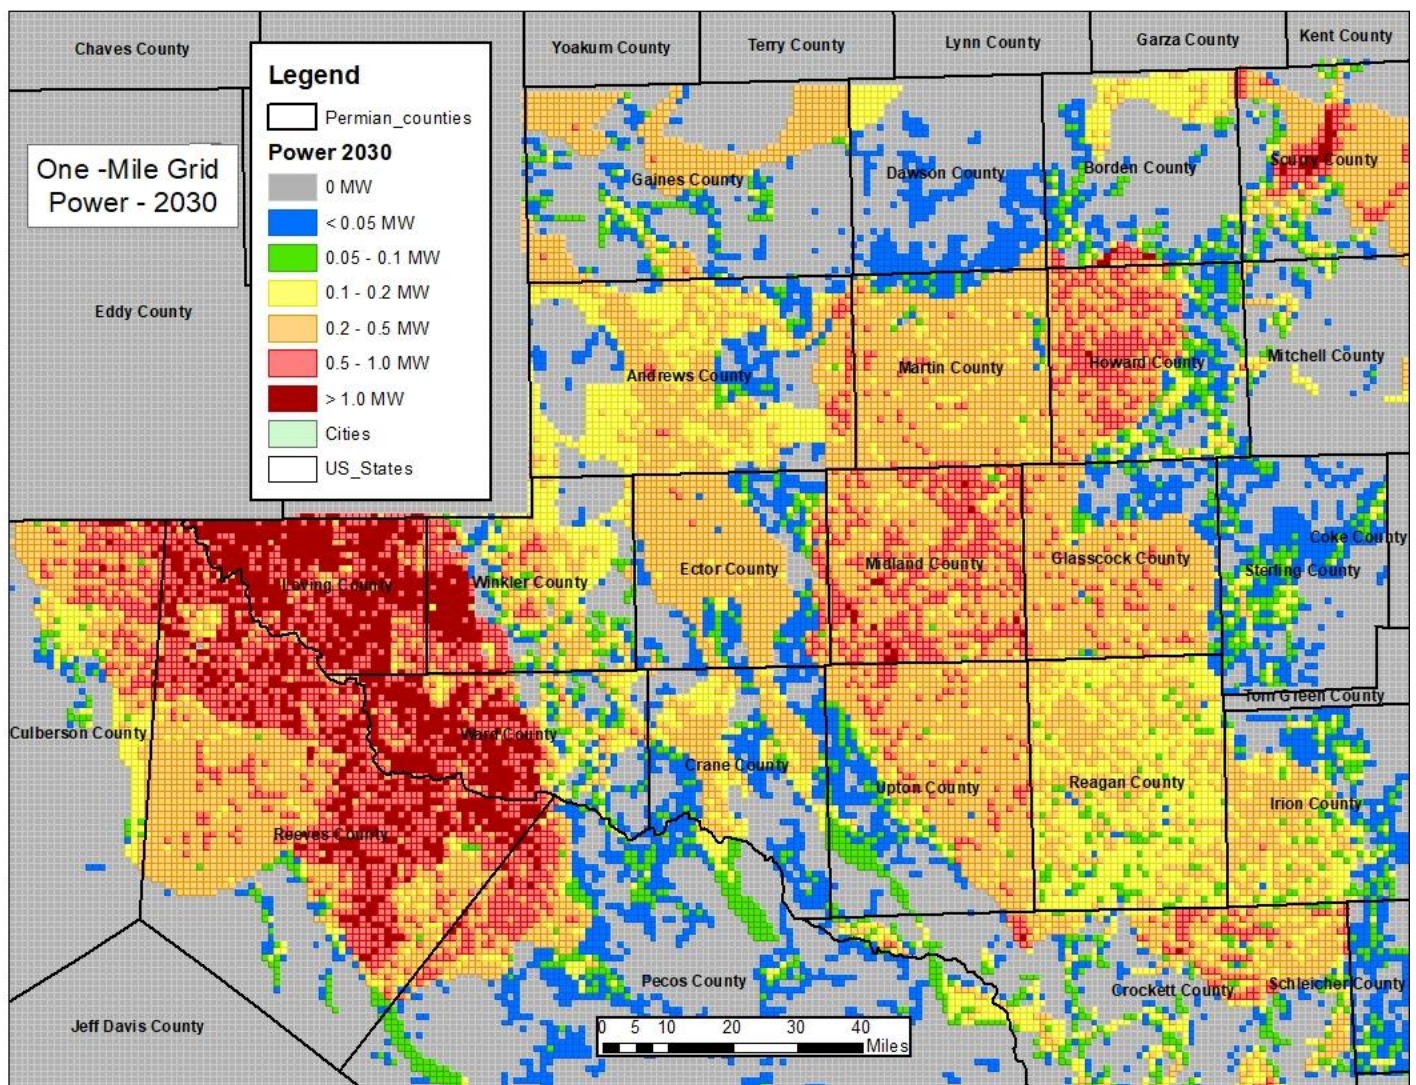 Chaves County
Yoakum County
Terry County
Lynn County
Garza County
Kent County
Legend
Permian_counties
Power 2030
0 MW
< 0.05 MW
0.05 - 0.1 MW
0.1 - 0.2 MW
0.2 - 0.5 MW
0.5 - 1.0 MW
> 1.0 MW
Cities
US_States
One -Mile Grid
Power - 2030
Gaines County
Dawson County
Borden County
Scurry County
Eddy County
Andrews County
Martin County
Howard County
Mitchell County
Loving County
Winkler County
Ector County
Midland County
Glasscock County
Coke County
Sterling County
Tom Green County
Culberson County
Ward County
Crane County
Upton County
Reagan County
Irion County
Reeves County
Pecos County
Crockett County
Schleicher County
Jeff Davis County
0 5 10 20 30 40
Miles